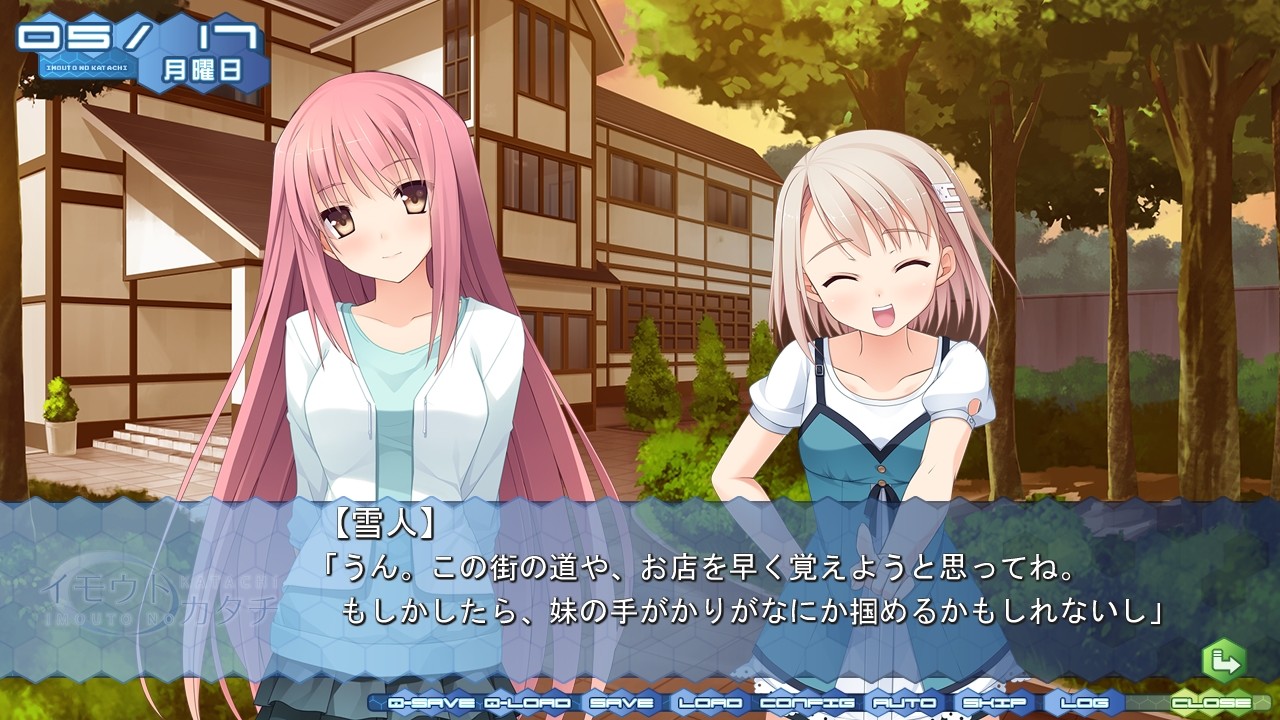 05/17
IMOUTO NO KATACHI
月曜日
【雪人】
「うん。この街の道や、お店を早く覚えようと思ってね。
もしかしたら、妹の手がかりがなにか掴めるかもしれないし」
イモウト KATACHI
IMOUTO NO カタチ
Q-SAVE Q-LOAD SAVE LOAD CONFIG AUTO SKIP LOG CLOSE